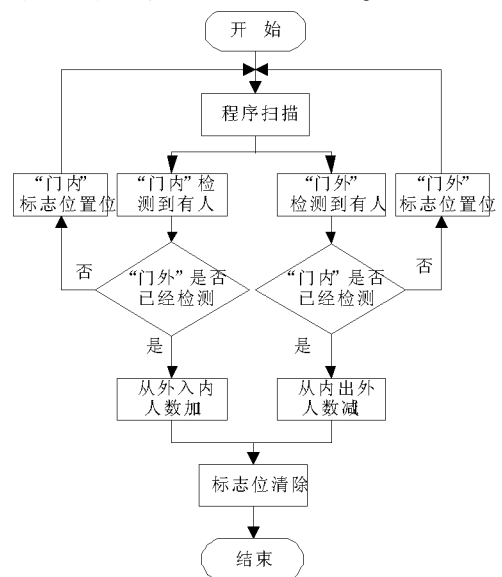 开 始
程序扫描
“门内”
标志位置位
“门内”检
测到有人
“门外”
检测到有人
“门外”
标志位置位
否
“门外”是否
已经检测
“门内”是否
已经检测
否
是
是
从外入内
人数加
从内出外
人数减
标志位清除
结束